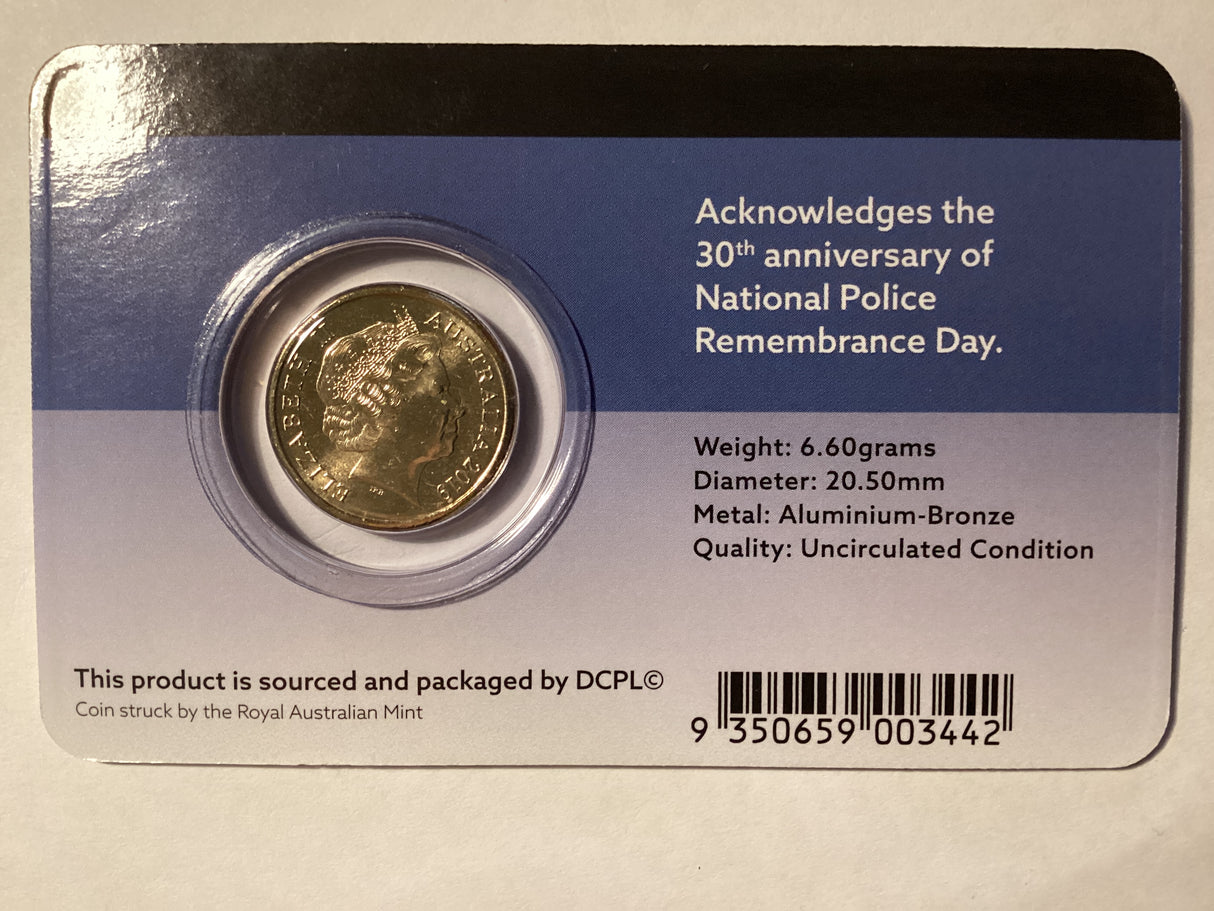 Acknowledges the
30th anniversary of
National Police
Remembrance Day.
ELIZABETH II
AUSTRALIA 2019
IRB
Weight: 6.60grams
Diameter: 20.50mm
Metal: Aluminium-Bronze
Quality: Uncirculated Condition
This product is sourced and packaged by DCPL©
Coin struck by the Royal Australian Mint
9 350659 003442